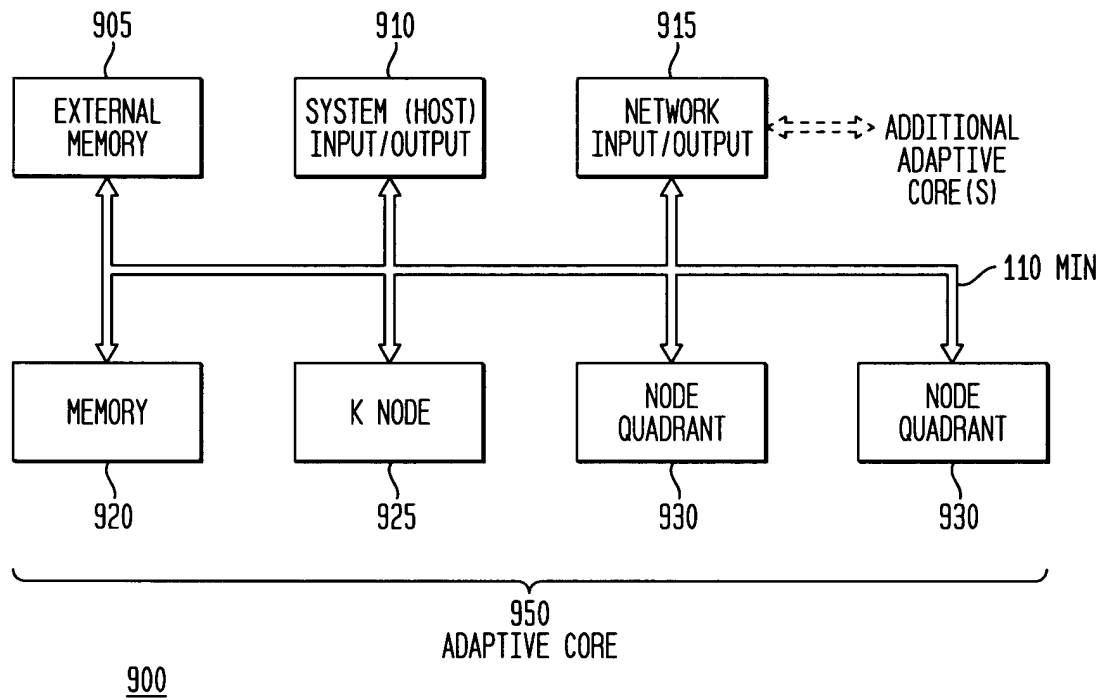 905
910
915
EXTERNAL
MEMORY
SYSTEM (HOST)
INPUT/OUTPUT
NETWORK
INPUT/OUTPUT
ADDITIONAL
ADAPTIVE
CORE(S)
110 MIN
MEMORY
K NODE
NODE
QUADRANT
NODE
QUADRANT
920
925
930
930
950
ADAPTIVE CORE
900